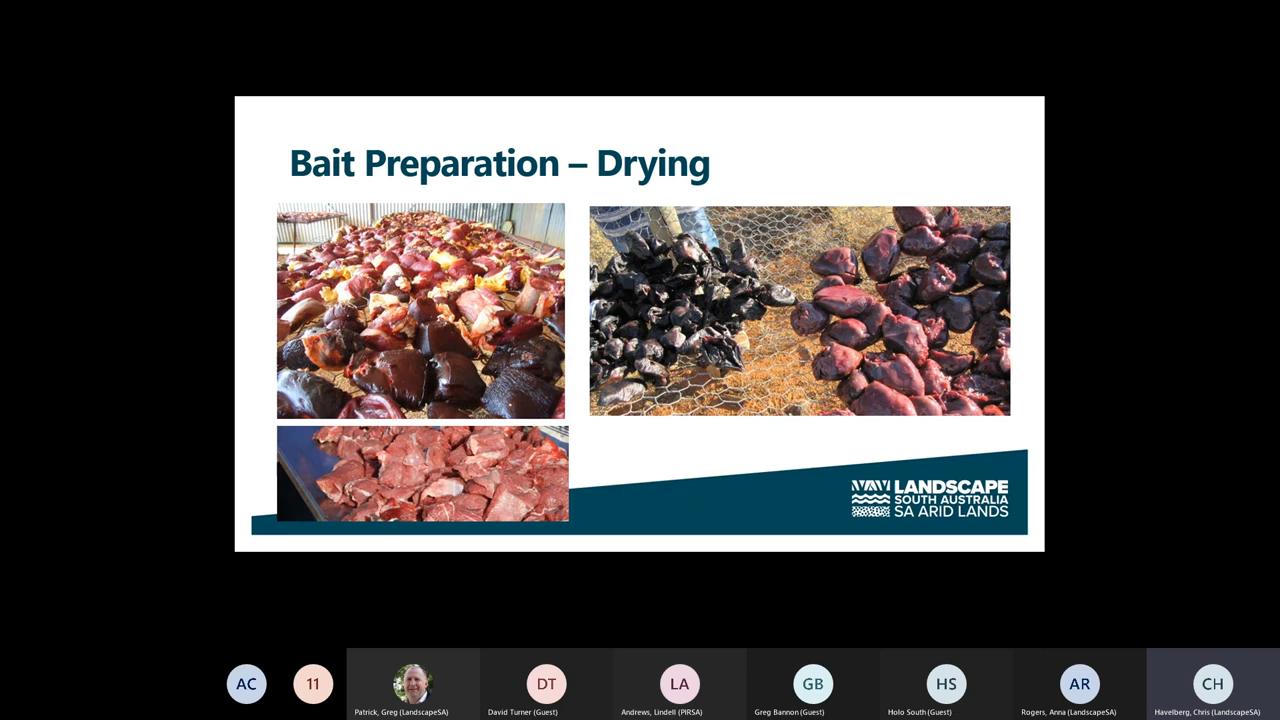 Bait Preparation – Drying
LANDSCAPE
SOUTH AUSTRALIA
SA ARID LANDS
AC
11
DT
LA
GB
HS
AR
CH
Patrick, Greg (LandscapeSA)
David Turner (Guest)
Andrews, Lindell (PIRSA)
Greg Bannon (Guest)
Holo South (Guest)
Rogers, Anna (LandscapeSA)
Havelberg, Chris (LandscapeSA)